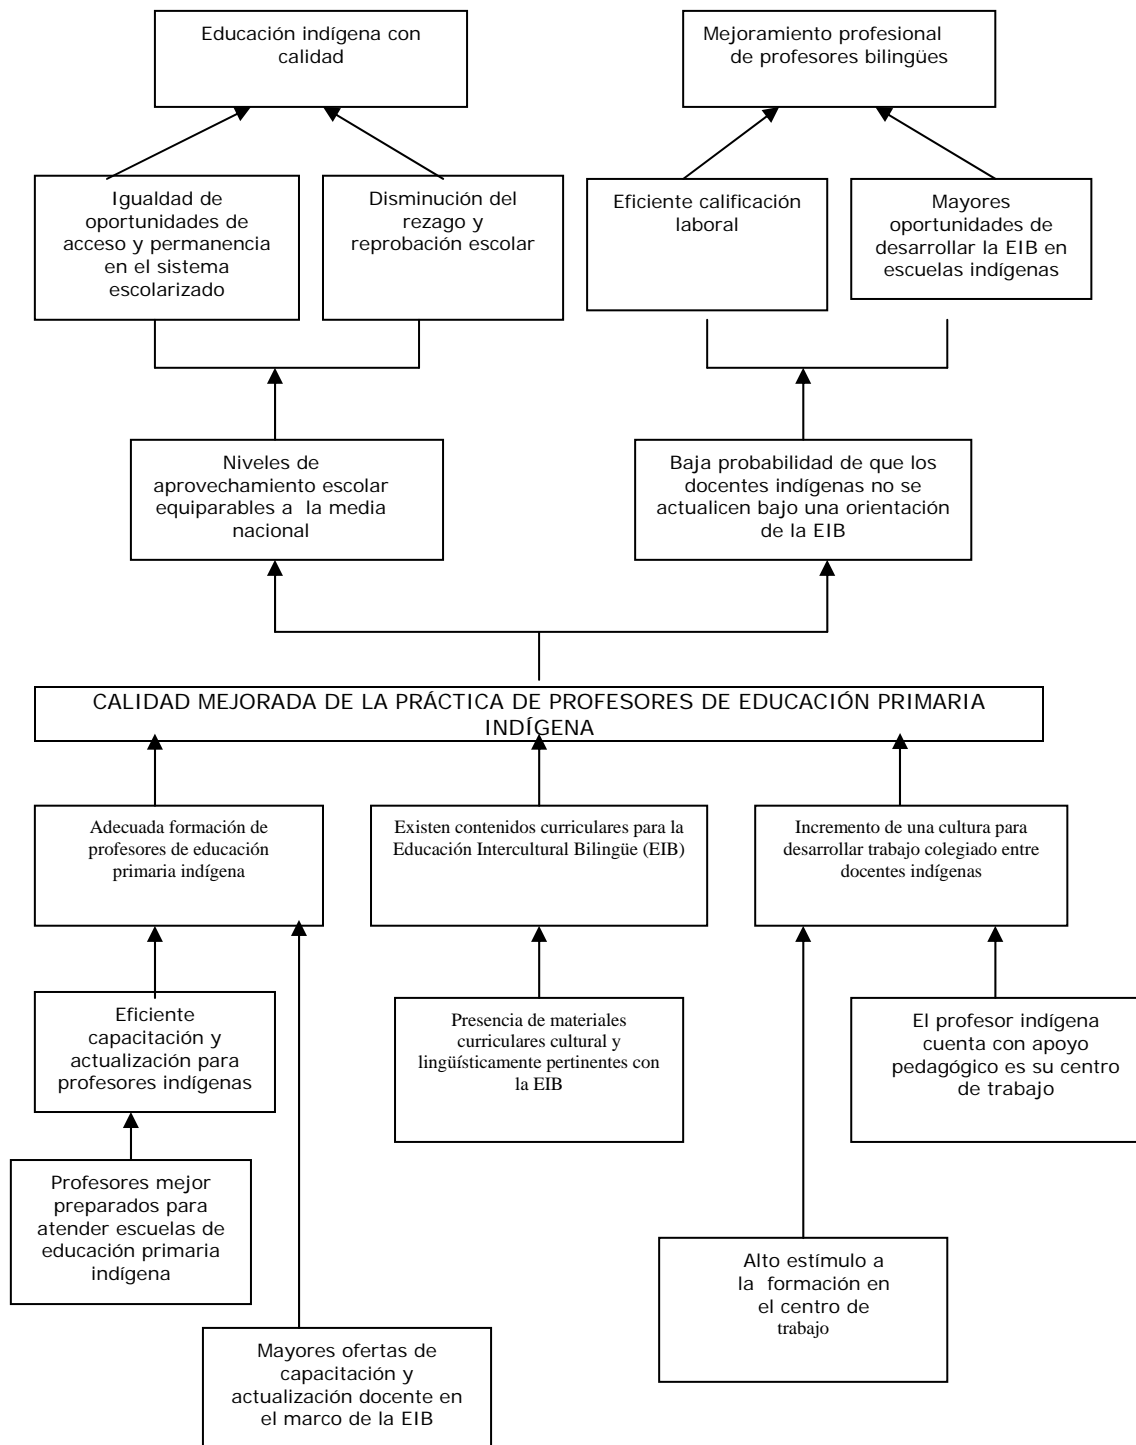 Educación indígena con
calidad
Mejoramiento profesional
de profesores bilingües
Igualdad de
oportunidades de
acceso y permanencia
en el sistema
escolarizado
Disminución del
rezago y
reprobación escolar
Eficiente calificación
laboral
Mayores
oportunidades de
desarrollar la EIB en
escuelas indígenas
Niveles de
aprovechamiento escolar
equiparables a la media
nacional
Baja probabilidad de que los
docentes indígenas no se
actualicen bajo una orientación
de la EIB
CALIDAD MEJORADA DE LA PRÁCTICA DE PROFESORES DE EDUCACIÓN PRIMARIA
INDÍGENA
Adecuada formación de
profesores de educación
primaria indígena
Existen contenidos curriculares para la
Educación Intercultural Bilingüe (EIB)
Incremento de una cultura para
desarrollar trabajo colegiado entre
docentes indígenas
Eficiente
capacitación y
actualización para
profesores indígenas
Presencia de materiales
curriculares cultural y
lingüísticamente pertinentes con
la EIB
El profesor indígena
cuenta con apoyo
pedagógico es su centro
de trabajo
Profesores mejor
preparados para
atender escuelas de
educación primaria
indígena
Alto estímulo a
la formación en
el centro de
trabajo
Mayores ofertas de
capacitación y
actualización docente en
el marco de la EIB